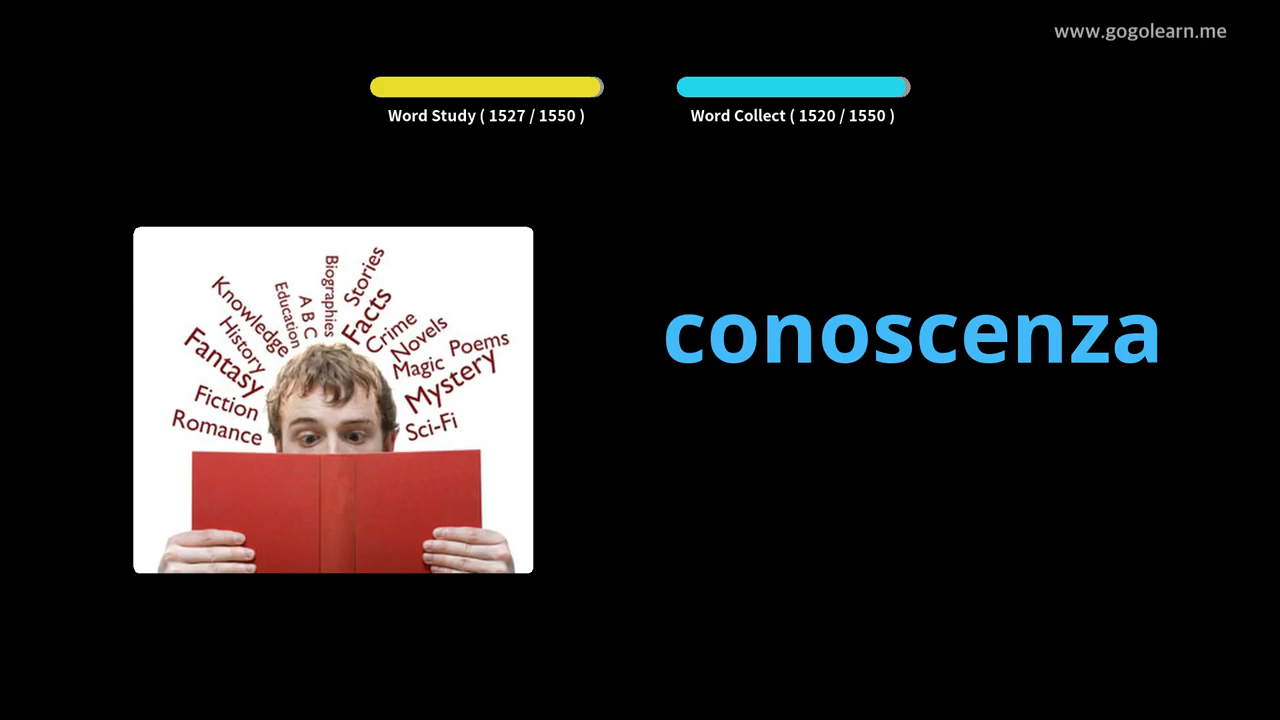 www.gogolearn.me
Word Study ( 1527 / 1550 )
Word Collect ( 1520 / 1550 )
conoscenza
Romance
Fiction
Fantasy
History
Knowledge
Education
A B C
Biographies
Stories
Facts
Crime
Novels
Magic
Poems
Mystery
Sci-Fi